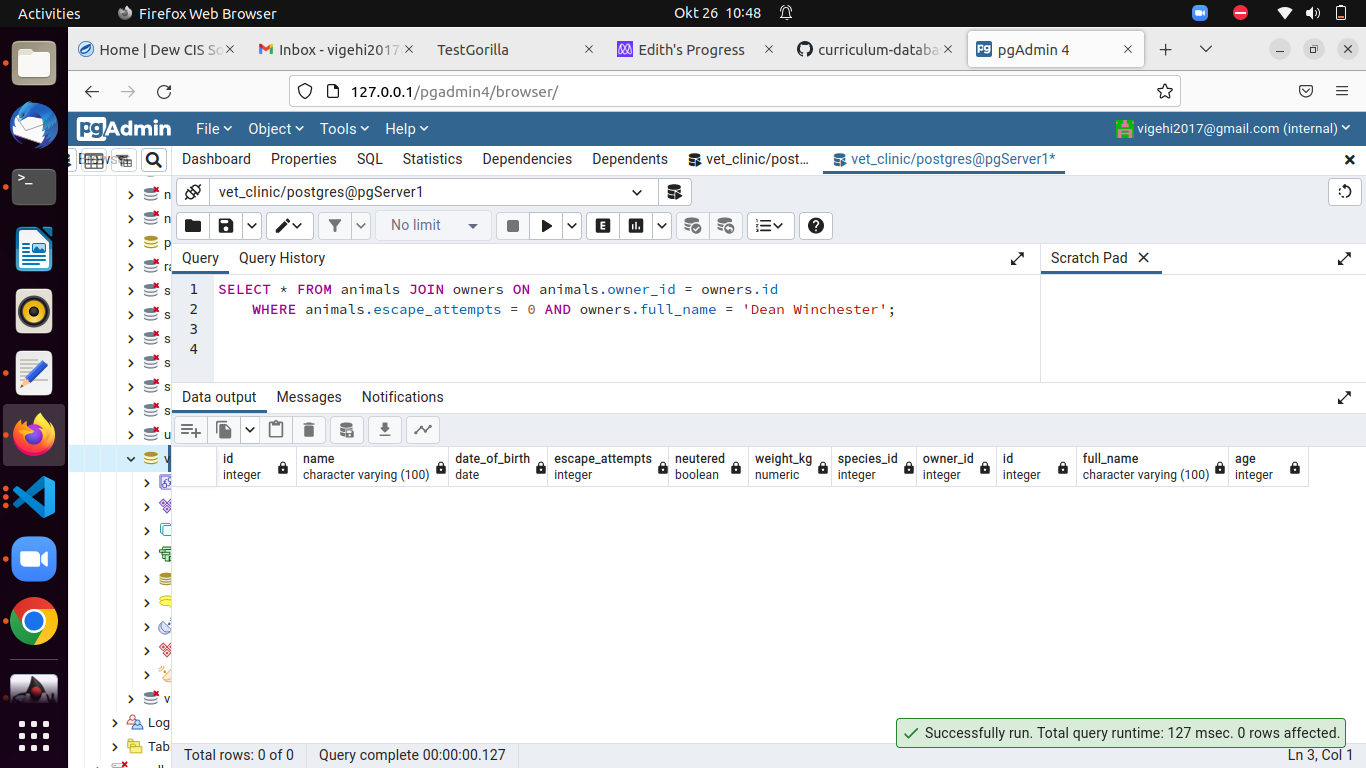 Activities Firefox Web Browser Okt 26 10:48
Home | Dew CIS So Inbox - vigehi2017 TestGorilla Edith's Progress curriculum-databa pgAdmin 4
127.0.0.1/pgadmin4/browser/
pgAdmin File Object Tools Help vigehi2017@gmail.com (internal)
Dashboard Properties SQL Statistics Dependencies Dependents vet_clinic/post... vet_clinic/postgres@pgServer1*
vet_clinic/postgres@pgServer1
No limit
E
Query Query History Scratch Pad
1 SELECT * FROM animals JOIN owners ON animals.owner_id = owners.id
2 WHERE animals.escape_attempts = 0 AND owners.full_name = 'Dean Winchester';
3
4
Data output Messages Notifications
id name date_of_birth escape_attempts neutered weight_kg species_id owner_id id full_name age
integer character varying (100) date integer boolean numeric integer integer integer character varying (100) integer
n
n
p
ra
s
s
s
s
s
s
u
v
v
Log
Tab
Successfully run. Total query runtime: 127 msec. 0 rows affected.
Total rows: 0 of 0 Query complete 00:00:00.127 Ln 3, Col 1